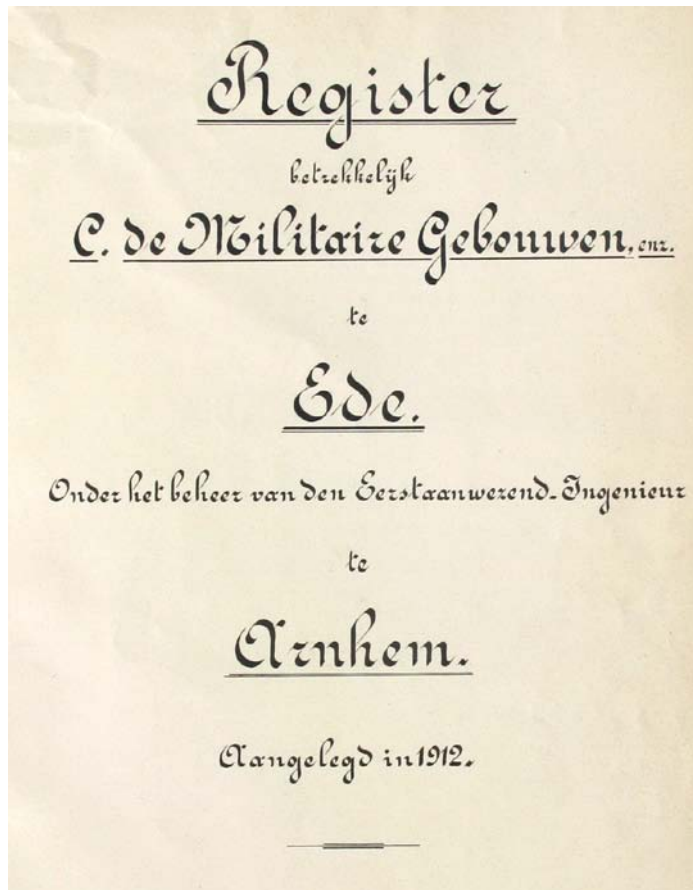 Register
betrekkelijk
C. de Militaire Gebouwen, enz.
te
Ede.
Onder het beheer van den Eerstaanwezend-Ingenieur
te
Arnhem.
Aangelegd in 1912.